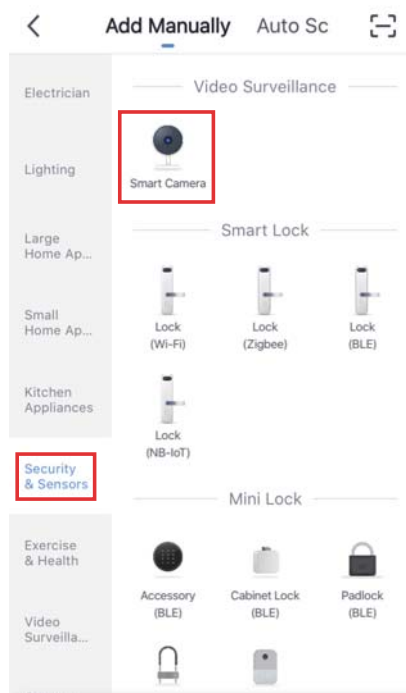 Add Manually
Auto Sc
Electrician
Lighting
Large
Home Ap...
Small
Home Ap...
Kitchen
Appliances
Security
& Sensors
Exercise
& Health
Video
Surveilla...
Video Surveillance
Smart Camera
Smart Lock
Lock
(Wi-Fi)
Lock
(Zigbee)
Lock
(BLE)
Lock
(NB-IoT)
Mini Lock
Accessory
(BLE)
Cabinet Lock
(BLE)
Padlock
(BLE)